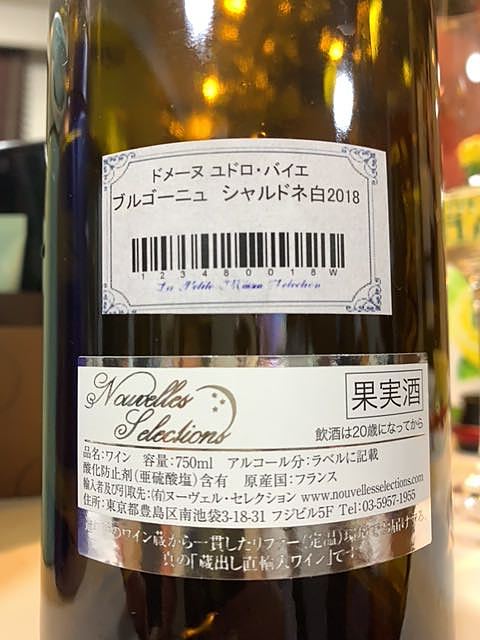 ドメーヌ ユドロ・バイエ
ブルゴーニュ シャルドネ白2018
123480018W
La Petite Maison Selection
Nouvelles
Selections
果実酒
飲酒は20歳になってから
品名:ワイン 容量:750ml アルコール分:ラベルに記載
酸化防止剤(亜硫酸塩)含有 原産国:フランス
輸入者及び引取先:(有)ヌーヴェル・セレクション www.nouvellesselections.com
住所:東京都豊島区南池袋3-18-31 フジビル5F Tel:03-5957-1955
のワイン蔵から一貫したリーファー(定温)
真の「蔵出し直輸入ワイン」で